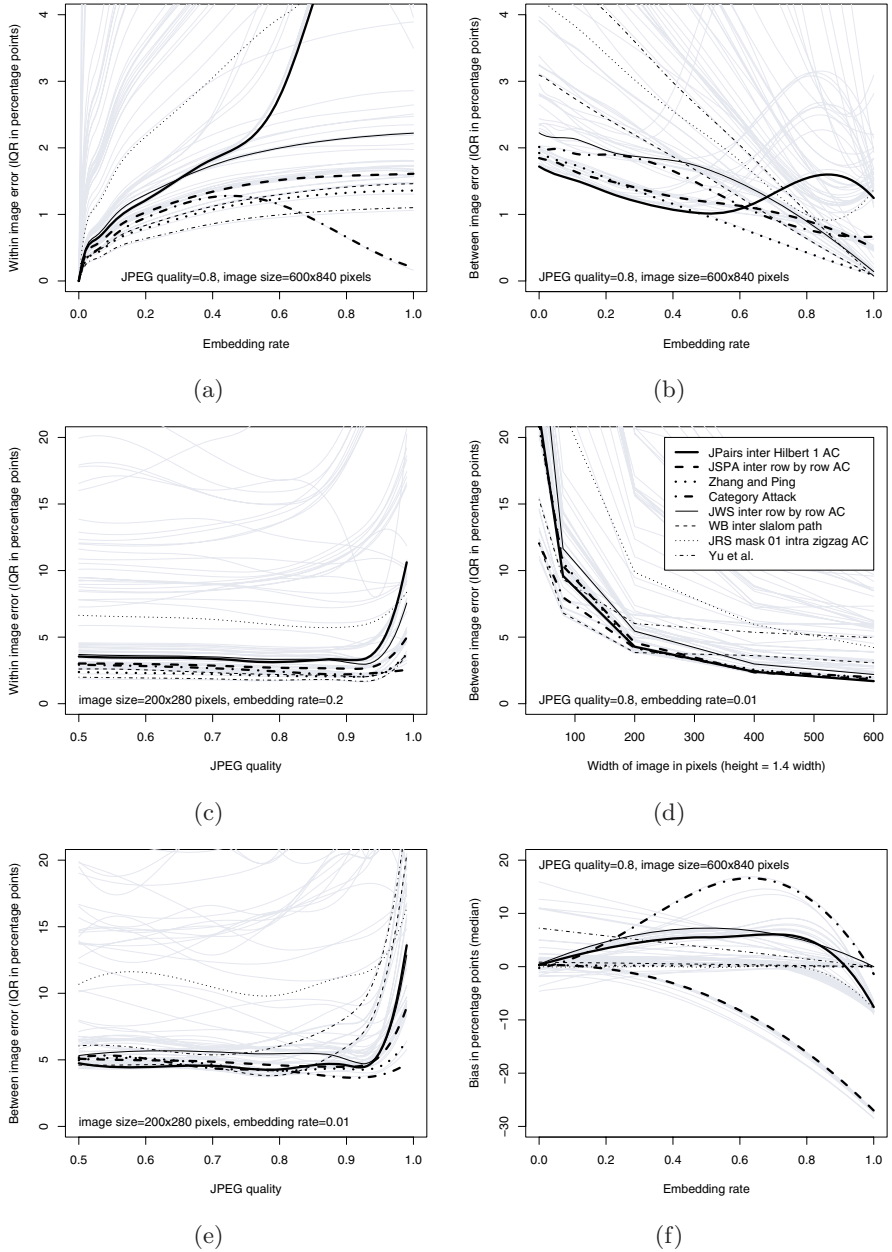 Within image error (IQR in percentage points)
0 1 2 3 4
JPEG quality=0.8, image size=600x840 pixels
0.0 0.2 0.4 0.6 0.8 1.0
Embedding rate
(a)
Between image error (IQR in percentage points)
0 1 2 3 4
JPEG quality=0.8, image size=600x840 pixels
0.0 0.2 0.4 0.6 0.8 1.0
Embedding rate
(b)
Within image error (IQR in percentage points)
0 5 10 15 20
image size=200x280 pixels, embedding rate=0.2
0.5 0.6 0.7 0.8 0.9 1.0
JPEG quality
(c)
Between image error (IQR in percentage points)
0 5 10 15 20
JPairs inter Hilbert 1 AC
JSPA inter row by row AC
Zhang and Ping
Category Attack
JWS inter row by row AC
WB inter slalom path
JRS mask 01 intra zigzag AC
Yu et al.
JPEG quality=0.8, embedding rate=0.01
100 200 300 400 500 600
Width of image in pixels (height = 1.4 width)
(d)
Between image error (IQR in percentage points)
0 5 10 15 20
image size=200x280 pixels, embedding rate=0.01
0.5 0.6 0.7 0.8 0.9 1.0
JPEG quality
(e)
Bias in percentage points (median)
−30 −20 −10 0 10 20
JPEG quality=0.8, image size=600x840 pixels
0.0 0.2 0.4 0.6 0.8 1.0
Embedding rate
(f)